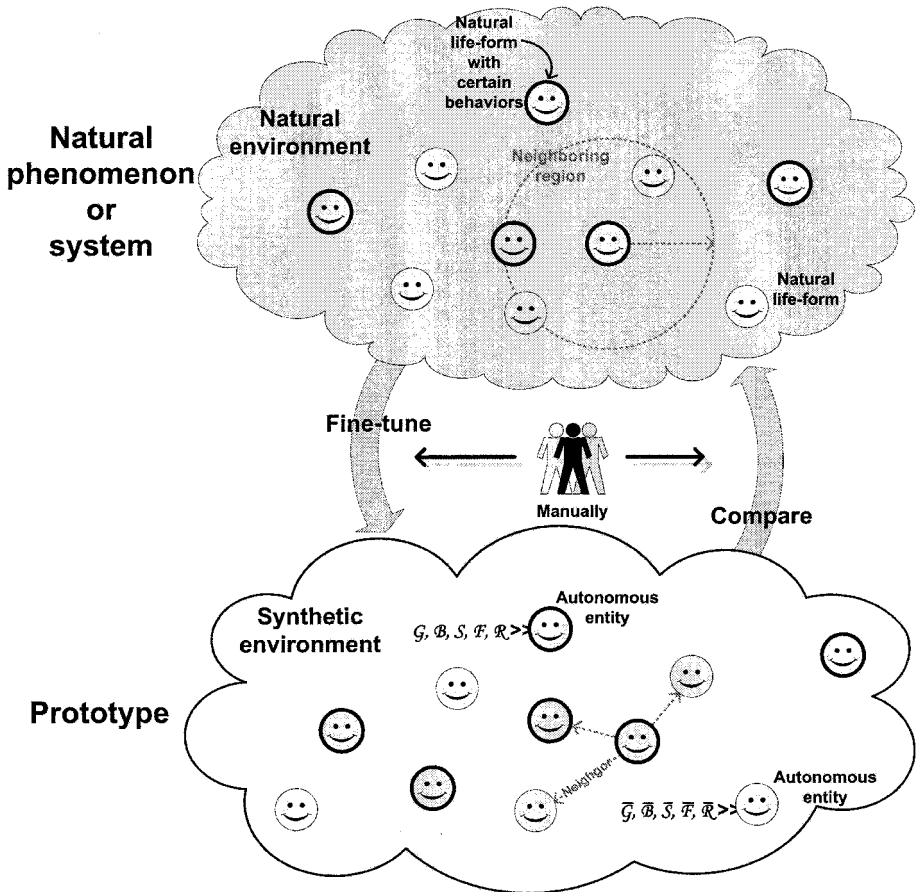 Natural
life-form
with
certain
behaviors
Natural
environment
Natural
phenomenon
or
system
Neighboring
region
Natural
life-form
Fine-tune
Manually
Compare
Synthetic
environment
Autonomous
entity
G, B, S, F, R >>
Prototype
Neighgor
Autonomous
entity
G̅, B̅, S̅, F̅, R̅ >>